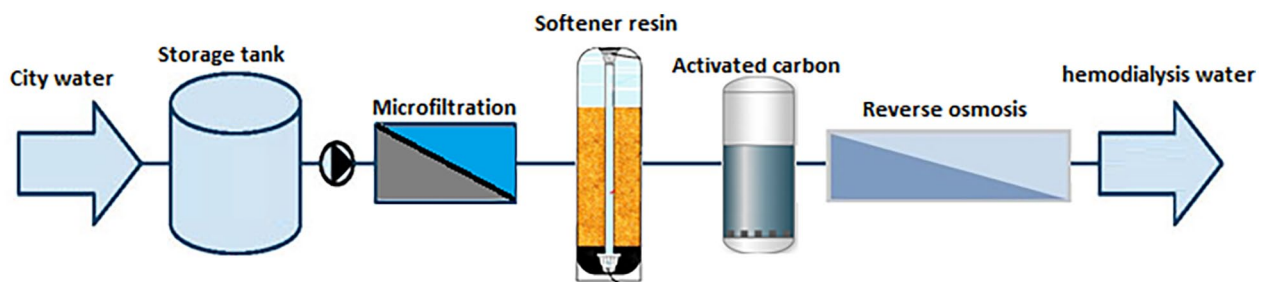 City water
Storage tank
Microfiltration
Softener resin
Activated carbon
Reverse osmosis
hemodialysis water